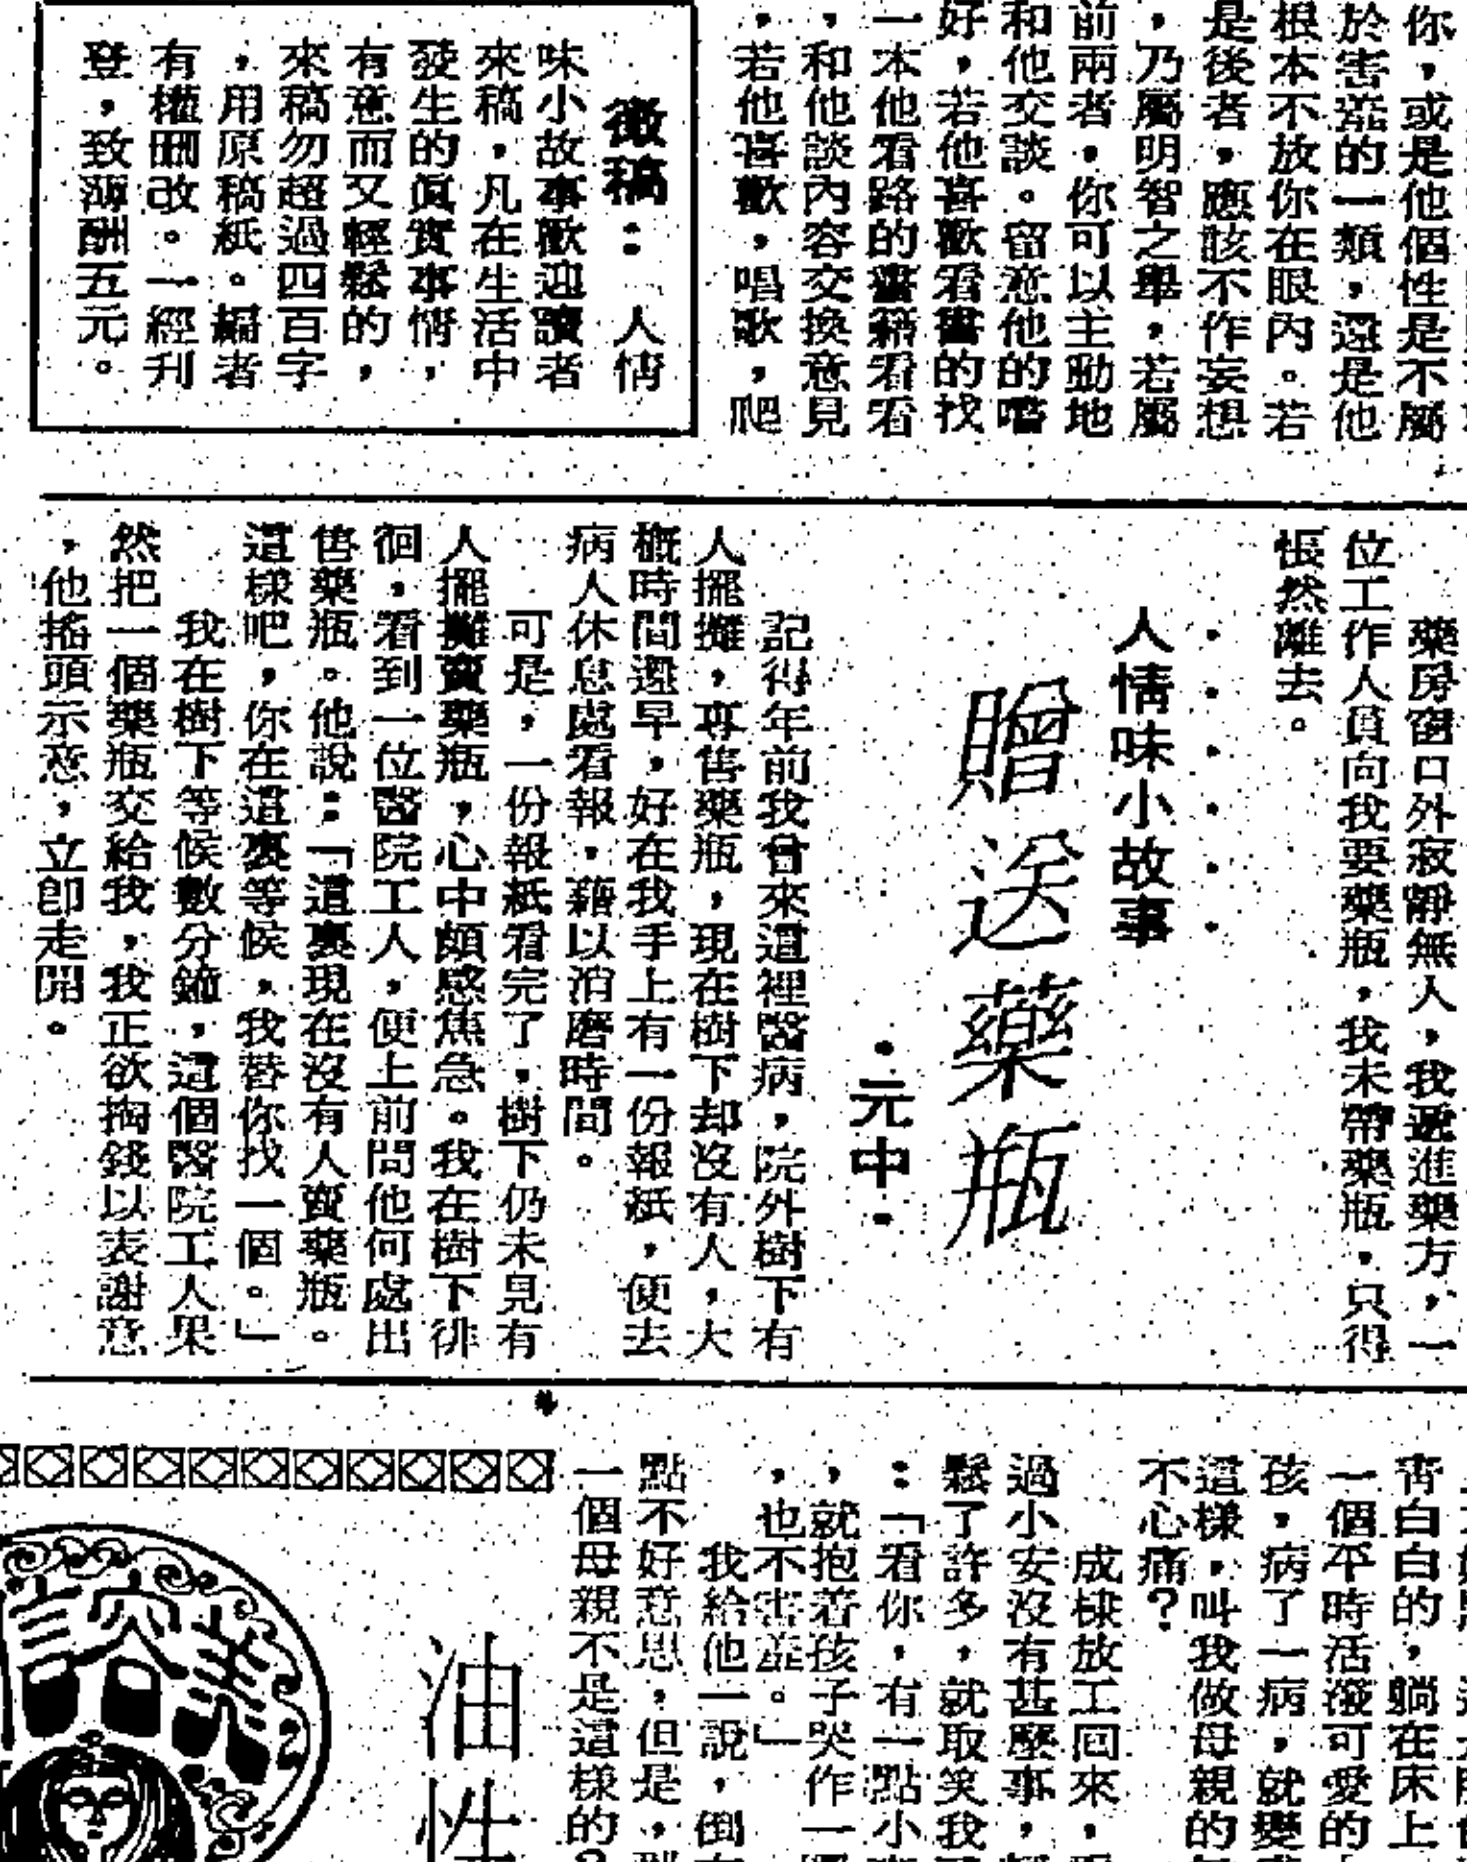 你，或是他個性是不屬
於害羞的一類，還是他
根本不放你在眼內。若
是後者，應該不作妄想
，乃屬明智之舉，若屬
前兩者，你可以主動地
和他交談。留意他的嗜
好，若他喜歡看書的找
一本他看路的書籍看看
，和他談內容交換意見
，若他喜歡，唱歌，爬
徵稿：人情
味小故事歡迎讀者
來稿，凡在生活中
發生的眞實事情，
有意而又輕鬆的，
來稿勿超過四百字
，用原稿紙。編者
有權刪改。一經刋
登，致薄酬五元。
藥房窗口外寂靜無人，我遞進藥方，一
位工作人員向我要藥瓶，我未帶藥瓶，只得
悵然離去。
人情味小故事
贈送藥瓶
·元中·
記得年前我曾來這裡醫病，院外樹下有
人擺攤，專售藥瓶，現在樹下却沒有人，大
概時間還早，好在我手上有一份報紙，便去
病人休息處看報，藉以消磨時間。
可是，一份報紙看完了，樹下仍未見有
人擺攤賣藥瓶，心中頗感焦急。我在樹下徘
徊，看到一位醫院工人，便上前問他何處出
售藥瓶。他說：「這裏現在沒有人賣藥瓶。
這樣吧，你在這裏等候，我替你找一個。」
我在樹下等候數分鐘，這個醫院工人果
然把一個藥瓶交給我，我正欲掏錢以表謝意
，他搖頭示意，立卽走開。
靑白白的，躺在床上
一個平時活潑可愛的
孩，病了一病，就變
這樣，叫我做母親的
不心痛？
成棣放工回來，
過小安沒有甚麼事，
鬆了許多，就取笑我
：「看你，有一點小
，就抱着孩子哭作一
，也不害羞。」
我給他一說，倒
點不好意思，但是，
一個母親不是這樣的？
油性
美容